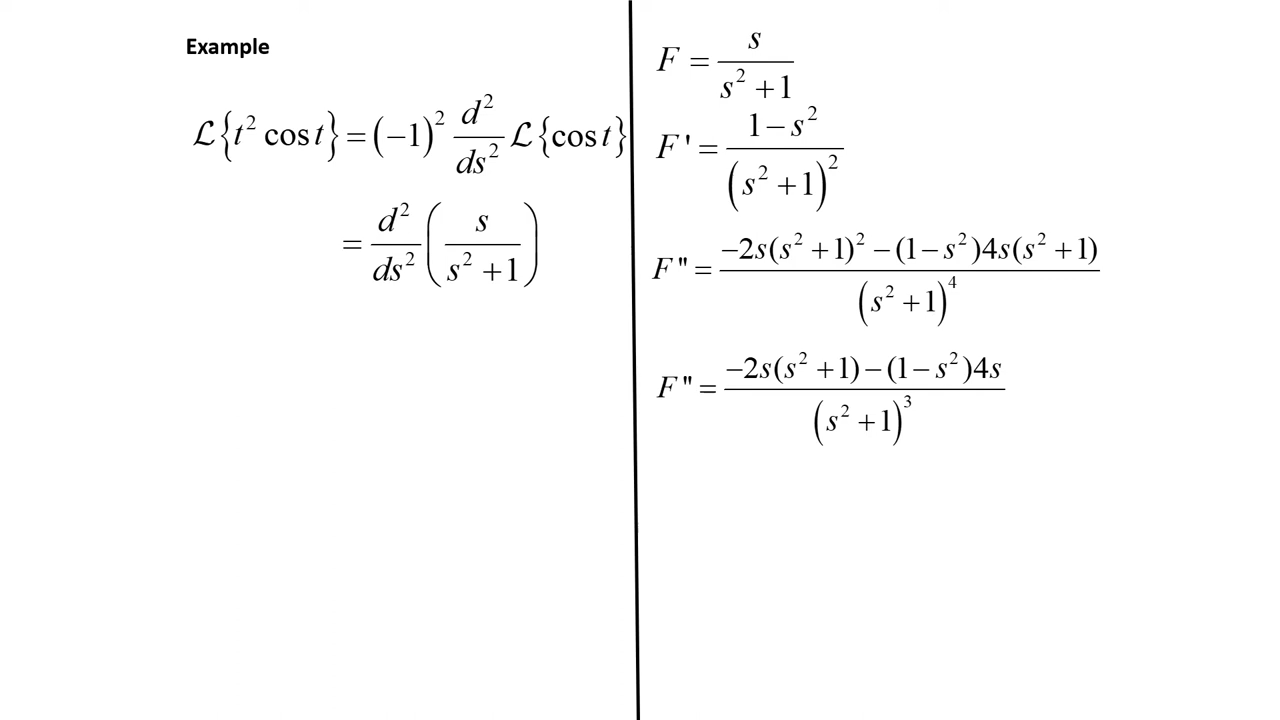 Example
ℒ{t² cos t} = (−1)² d²/ds² ℒ{cos t}
= d²/ds² (s/(s² + 1))
F = s/(s² + 1)
F' = (1 − s²)/(s² + 1)²
F'' = (−2s(s² + 1)² − (1 − s²)4s(s² + 1))/(s² + 1)⁴
F'' = (−2s(s² + 1) − (1 − s²)4s)/(s² + 1)³